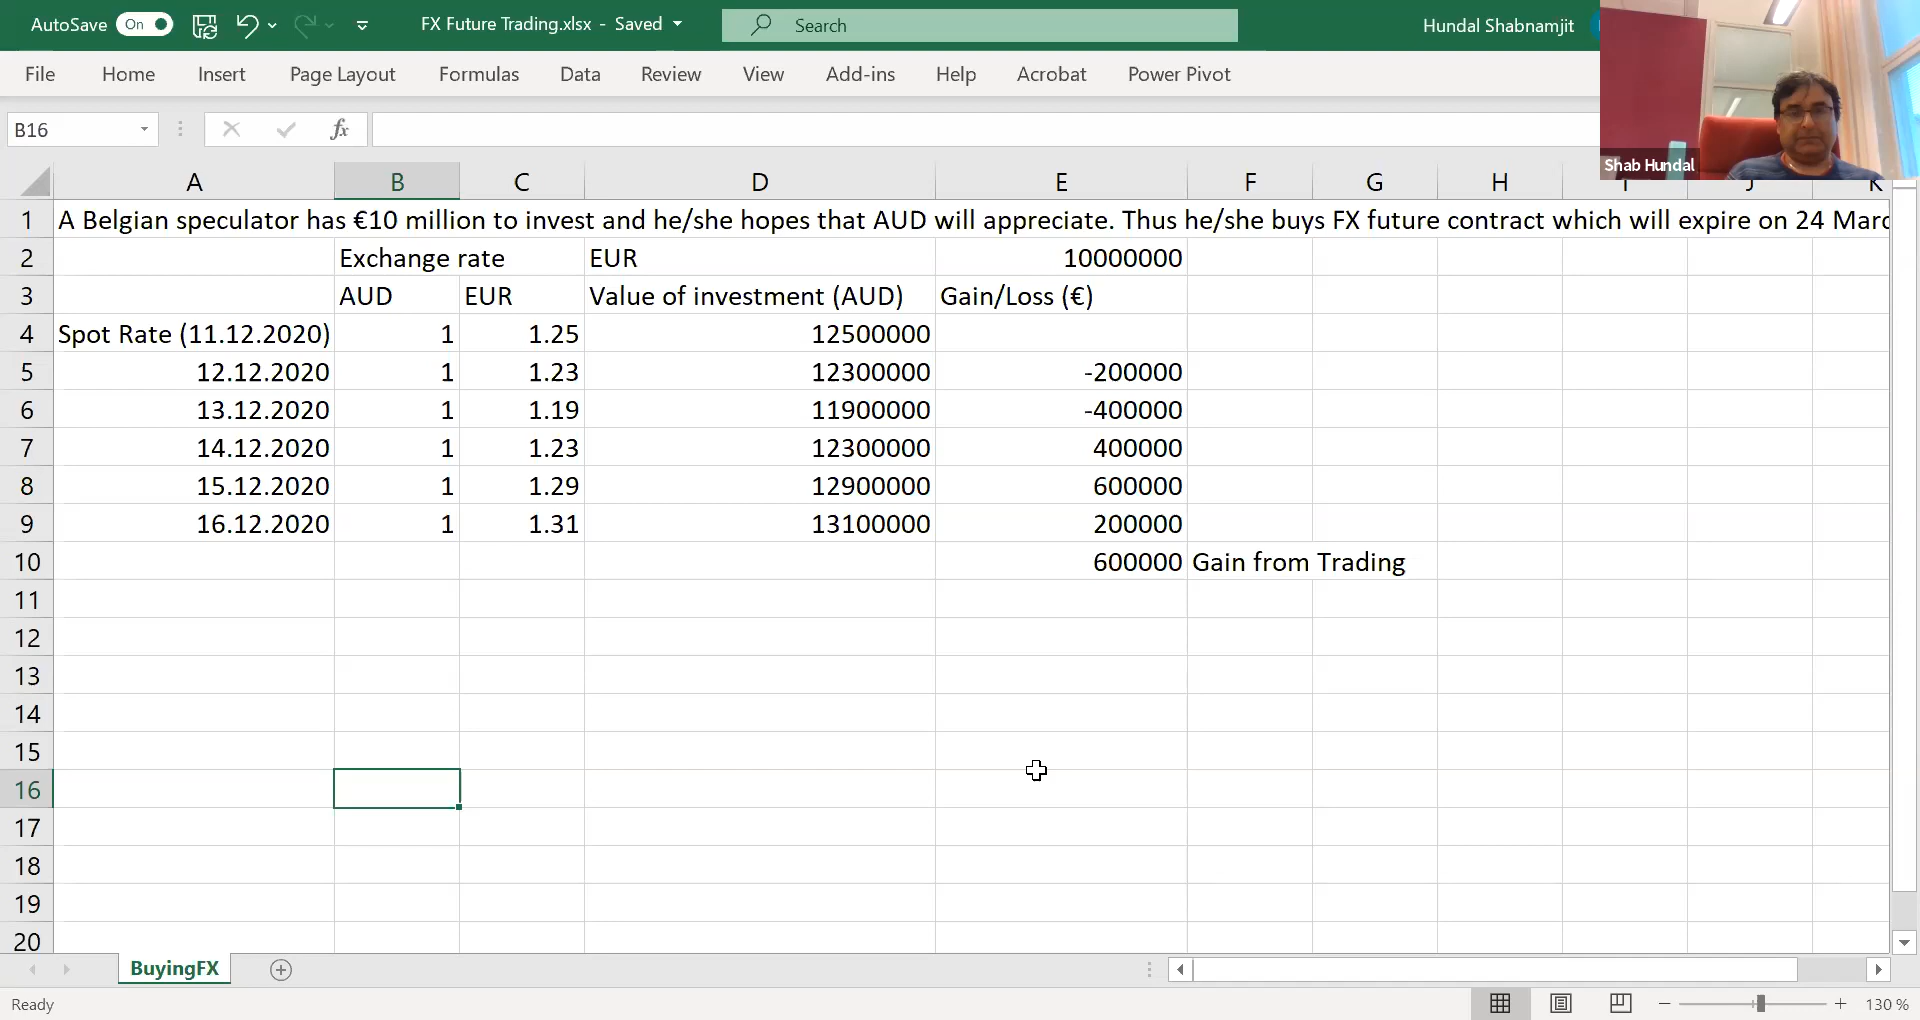 AutoSave On FX Future Trading.xlsx - Saved Search Hundal Shabnamjit
File Home Insert Page Layout Formulas Data Review View Add-ins Help Acrobat Power Pivot
B16 fx
Shab Hundal
A B C D E F G H I J K
1 A Belgian speculator has €10 million to invest and he/she hopes that AUD will appreciate. Thus he/she buys FX future contract which will expire on 24 Marc
2 Exchange rate EUR 10000000
3 AUD EUR Value of investment (AUD) Gain/Loss (€)
4 Spot Rate (11.12.2020) 1 1.25 12500000
5 12.12.2020 1 1.23 12300000 -200000
6 13.12.2020 1 1.19 11900000 -400000
7 14.12.2020 1 1.23 12300000 400000
8 15.12.2020 1 1.29 12900000 600000
9 16.12.2020 1 1.31 13100000 200000
10 600000 Gain from Trading
11
12
13
14
15
16
17
18
19
20
BuyingFX
Ready 130 %